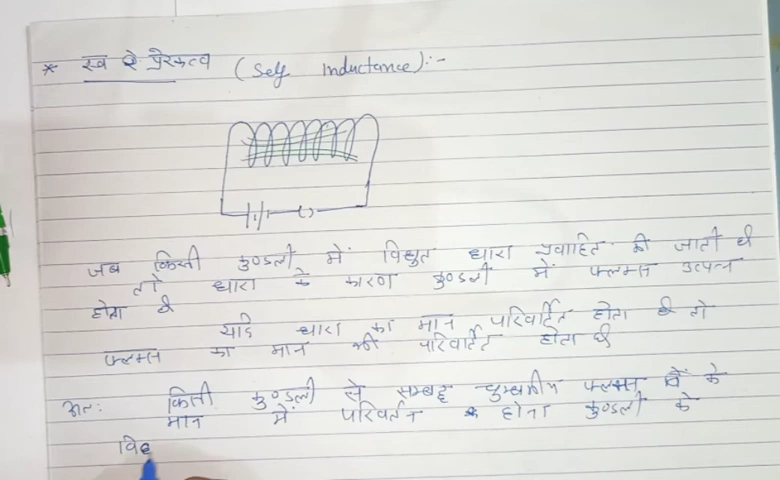 * स्व प्रेरकत्व (Self Inductance):-
जब किसी कुण्डली में विद्युत धारा प्रवाहित की जाती है
तो धारा के कारण कुण्डली में फ्लक्स उत्पन्न
होता है
यदि धारा का मान परिवर्तित होता है तो
फ्लक्स का मान भी परिवर्तित होता है
अतः किसी कुण्डली से सम्बद्ध चुम्बकीय फ्लक्स के
मान में परिवर्तन होना कुण्डली के
विद्य